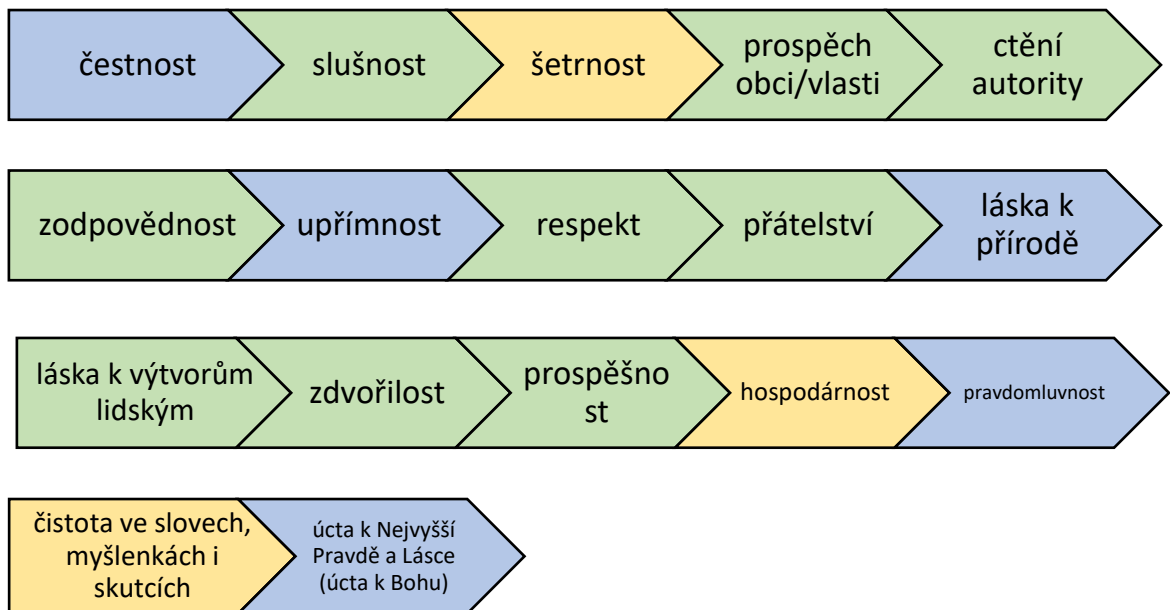 čestnost
slušnost
šetrnost
prospěch
obci/vlasti
ctění
autority
zodpovědnost
upřímnost
respekt
přátelství
láska k
přírodě
láska k výtvorům
lidským
zdvořilost
prospěšno
st
hospodárnost
pravdomluvnost
čistota ve slovech,
myšlenkách i
skutcích
úcta k Nejvyšší
Pravdě a Lásce
(úcta k Bohu)